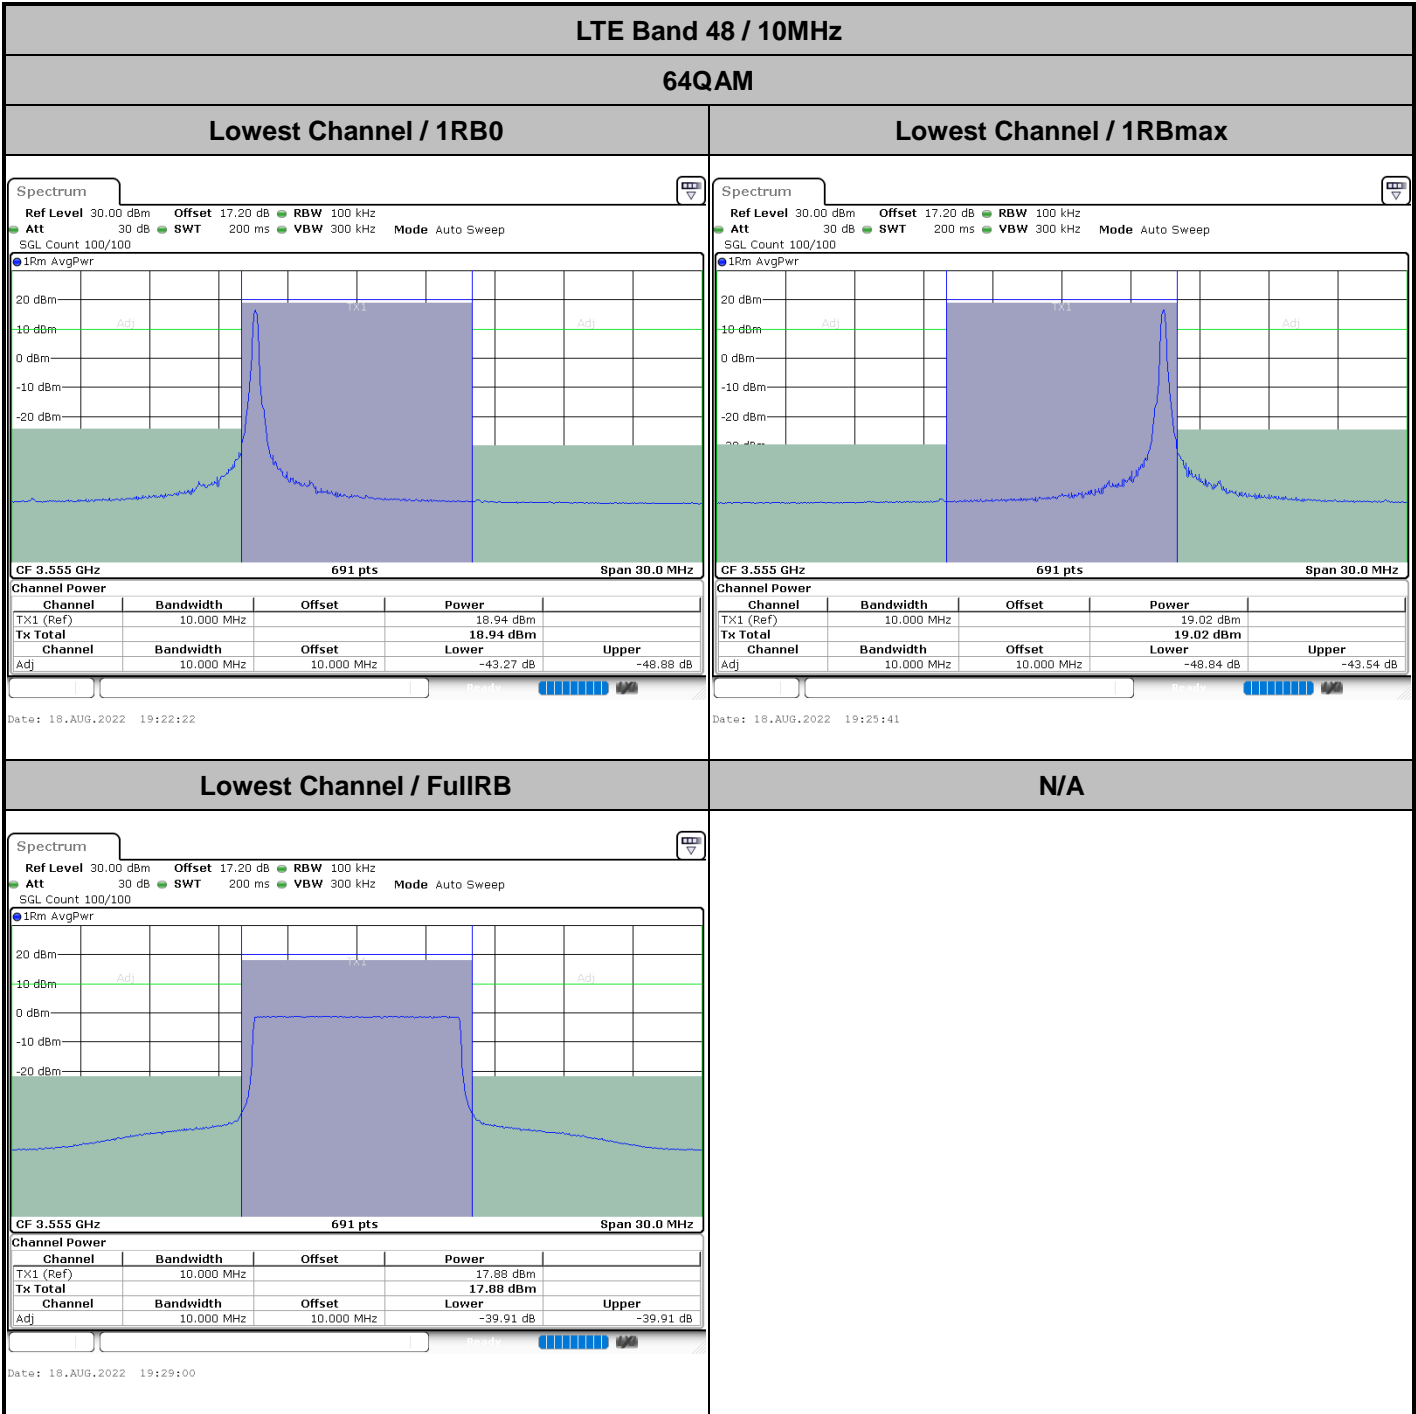 LTE Band 48 / 10MHz
64QAM
Lowest Channel / 1RB0
Lowest Channel / 1RBmax
Spectrum
Ref Level 30.00 dBm Offset 17.20 dB RBW 100 kHz
Att 30 dB SWT 200 ms VBW 300 kHz Mode Auto Sweep
SGL Count 100/100
1Rm AvgPwr
TX1
20 dBm
Adj
Adj
10 dBm
0 dBm
-10 dBm
-20 dBm
CF 3.555 GHz 691 pts Span 30.0 MHz
Channel Power
Channel Bandwidth Offset Power
TX1 (Ref) 10.000 MHz 18.94 dBm
Tx Total 18.94 dBm
Channel Bandwidth Offset Lower Upper
Adj 10.000 MHz 10.000 MHz -43.27 dB -48.88 dB
Ready
Date: 18.AUG.2022 19:22:22
Spectrum
Ref Level 30.00 dBm Offset 17.20 dB RBW 100 kHz
Att 30 dB SWT 200 ms VBW 300 kHz Mode Auto Sweep
SGL Count 100/100
1Rm AvgPwr
TX1
20 dBm
Adj
Adj
10 dBm
0 dBm
-10 dBm
-20 dBm
CF 3.555 GHz 691 pts Span 30.0 MHz
Channel Power
Channel Bandwidth Offset Power
TX1 (Ref) 10.000 MHz 19.02 dBm
Tx Total 19.02 dBm
Channel Bandwidth Offset Lower Upper
Adj 10.000 MHz 10.000 MHz -48.84 dB -43.54 dB
Ready
Date: 18.AUG.2022 19:25:41
Lowest Channel / FullRB
N/A
Spectrum
Ref Level 30.00 dBm Offset 17.20 dB RBW 100 kHz
Att 30 dB SWT 200 ms VBW 300 kHz Mode Auto Sweep
SGL Count 100/100
1Rm AvgPwr
20 dBm
TX1
Adj
Adj
10 dBm
0 dBm
-10 dBm
-20 dBm
CF 3.555 GHz 691 pts Span 30.0 MHz
Channel Power
Channel Bandwidth Offset Power
TX1 (Ref) 10.000 MHz 17.88 dBm
Tx Total 17.88 dBm
Channel Bandwidth Offset Lower Upper
Adj 10.000 MHz 10.000 MHz -39.91 dB -39.91 dB
Ready
Date: 18.AUG.2022 19:29:00